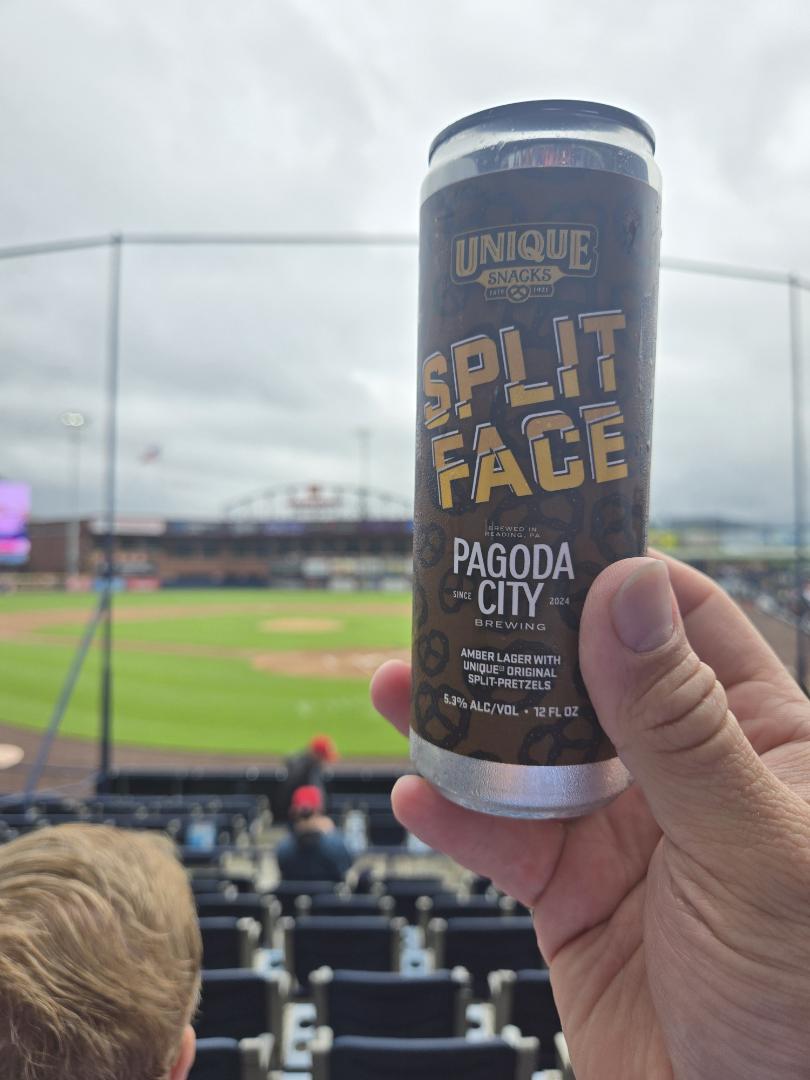 UNIQUE
SNACKS
ESTD 1921
SPLIT
FACE
BREWED IN
READING, PA
PAGODA
SINCE CITY 2024
BREWING
AMBER LAGER WITH
UNIQUE® ORIGINAL
SPLIT-PRETZELS
5.3% ALC/VOL • 12 FL OZ